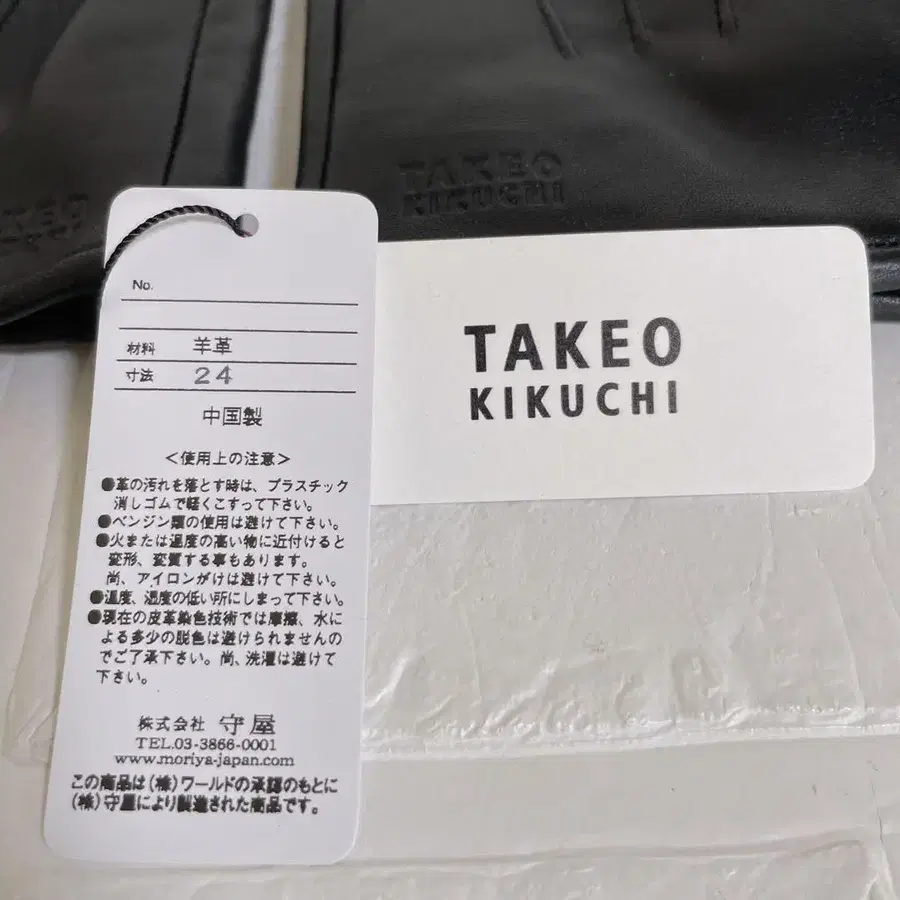 TAKEO
KIKUCHI
TAKEO
No.
材料 羊革
寸法 24
中国製
＜使用上の注意＞
●革の汚れを落とす時は、プラスチック
消しゴムで軽くこすって下さい。
●ベンジン類の使用は避けて下さい。
●火または温度の高い物に近付けると
変形、変質する事もあります。
尚、アイロンがけは避けて下さい。
●温度、湿度の低い所にしまって下さい。
●現在の皮革染色技術では摩擦、水に
よる多少の脱色は避けられませんの
でご了承下さい。尚、洗濯は避けて
下さい。
株式会社 守屋
TEL.03-3866-0001
www.moriya-japan.com
この商品は(株)ワールドの承認のもとに
(株)守屋により製造された商品です。
TAKEO
KIKUCHI